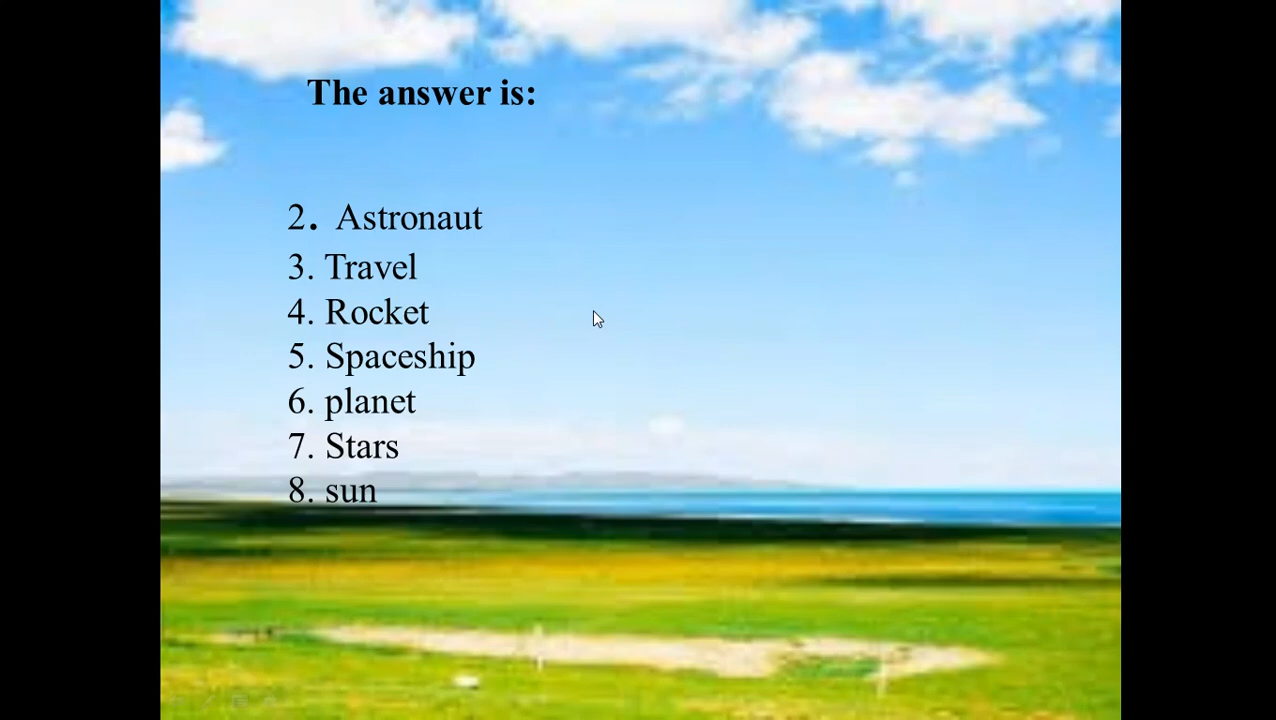 The answer is:
2. Astronaut
3. Travel
4. Rocket
5. Spaceship
6. planet
7. Stars
8. sun